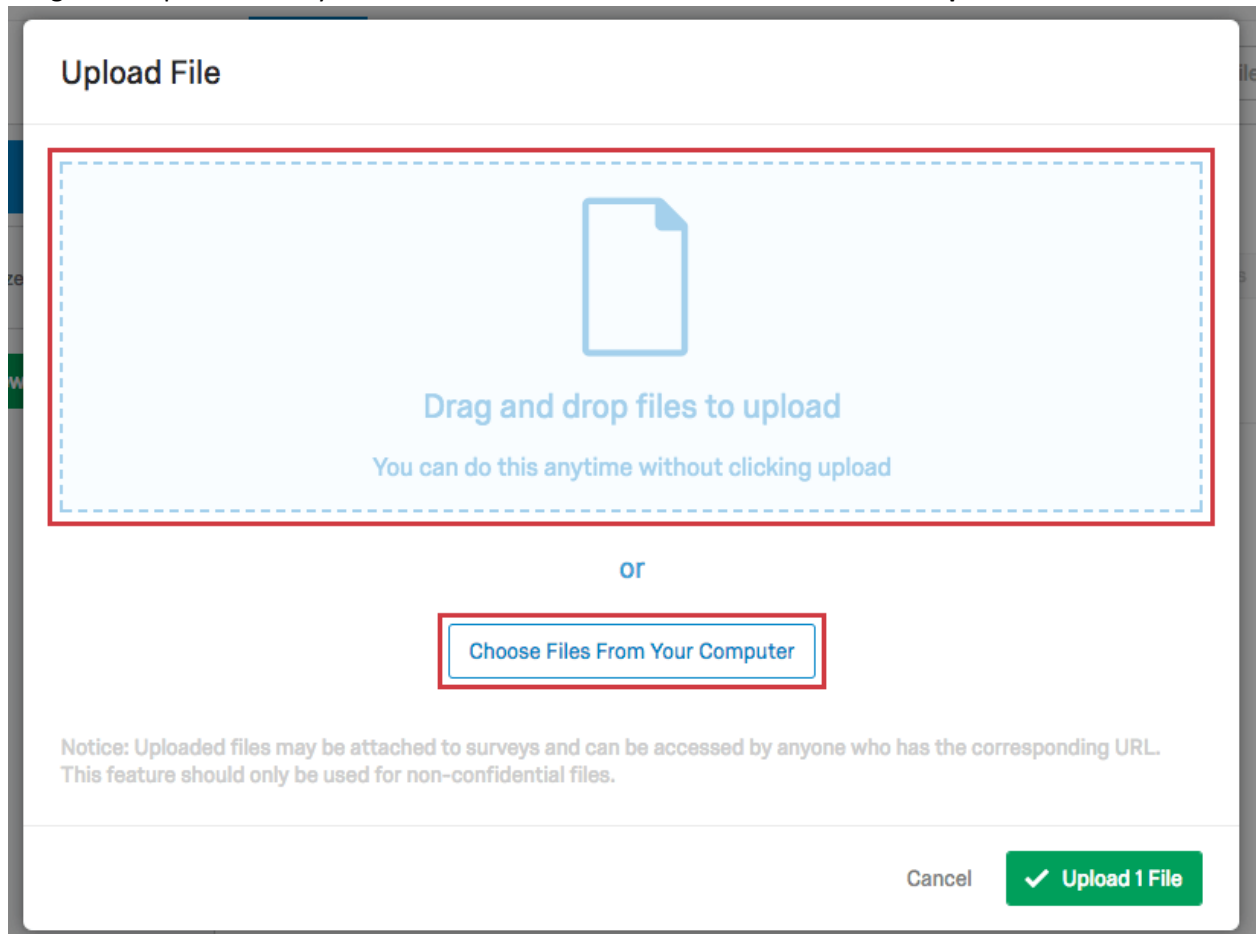 Upload File
Drag and drop files to upload
You can do this anytime without clicking upload
or
Choose Files From Your Computer
Notice: Uploaded files may be attached to surveys and can be accessed by anyone who has the corresponding URL.
This feature should only be used for non-confidential files.
Cancel
Upload 1 File